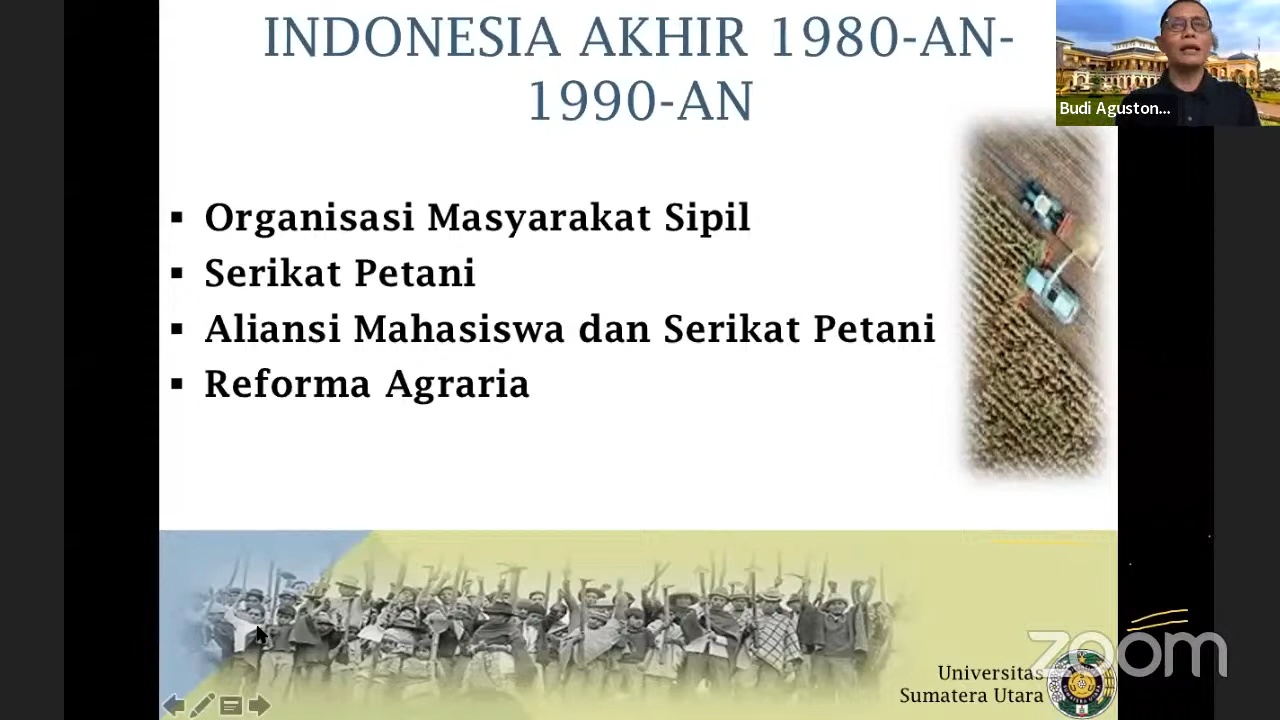 INDONESIA AKHIR 1980-AN-
1990-AN
Budi Aguston...
▪ Organisasi Masyarakat Sipil
▪ Serikat Petani
▪ Aliansi Mahasiswa dan Serikat Petani
▪ Reforma Agraria
zoom
Universitas
Sumatera Utara